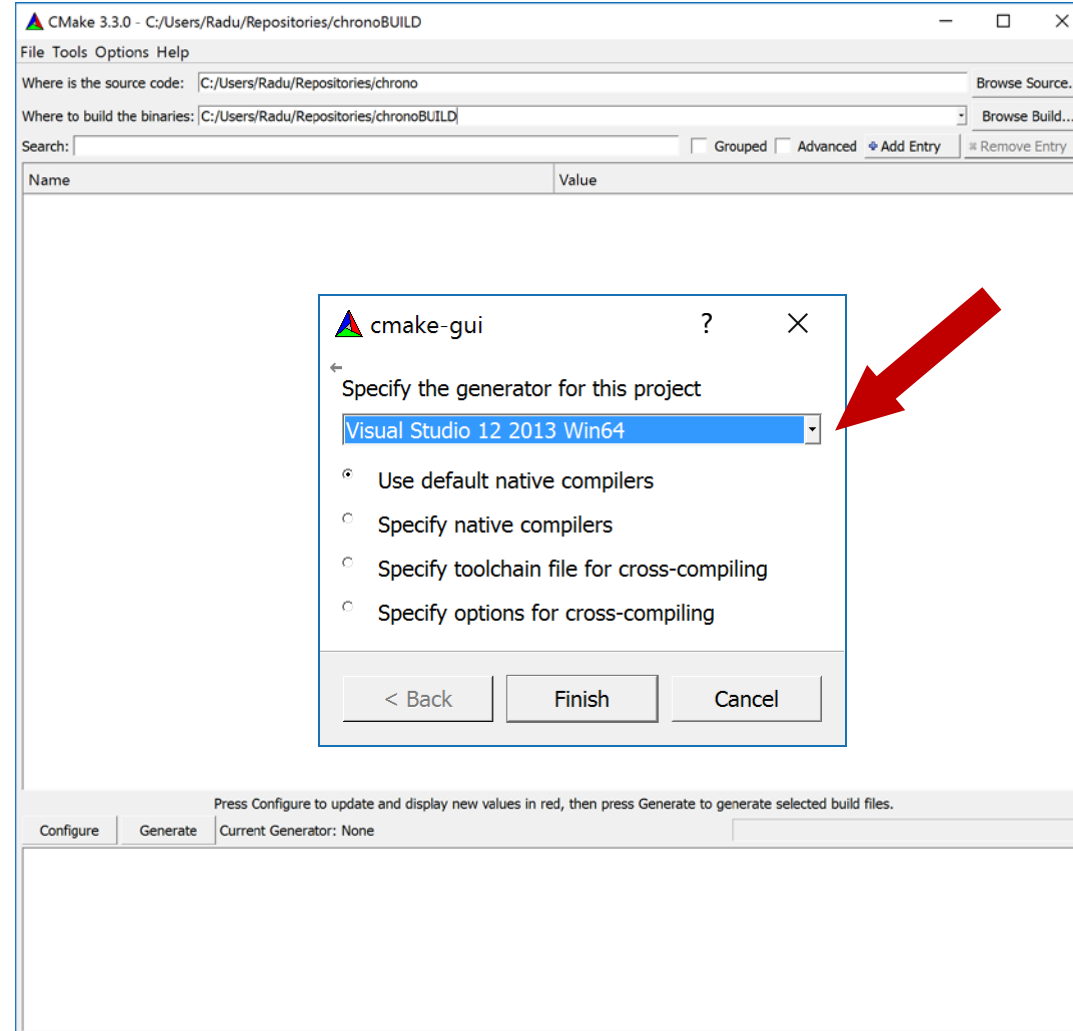 CMake 3.3.0 - C:/Users/Radu/Repositories/chronoBUILD
File Tools Options Help
Where is the source code: C:/Users/Radu/Repositories/chrono Browse Source..
Where to build the binaries: C:/Users/Radu/Repositories/chronoBUILD Browse Build...
Search: Grouped Advanced Add Entry Remove Entry
Name Value
cmake-gui ?
Specify the generator for this project
Visual Studio 12 2013 Win64
Use default native compilers
Specify native compilers
Specify toolchain file for cross-compiling
Specify options for cross-compiling
< Back Finish Cancel
Press Configure to update and display new values in red, then press Generate to generate selected build files.
Configure Generate Current Generator: None